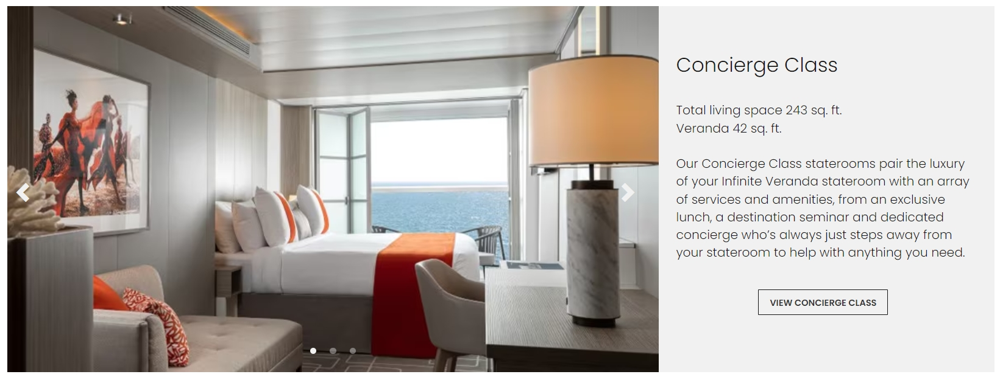 Concierge Class
Total living space 243 sq. ft.
Veranda 42 sq. ft.
Our Concierge Class staterooms pair the luxury
of your Infinite Veranda stateroom with an array
of services and amenities, from an exclusive
lunch, a destination seminar and dedicated
concierge who’s always just steps away from
your stateroom to help with anything you need.
VIEW CONCIERGE CLASS